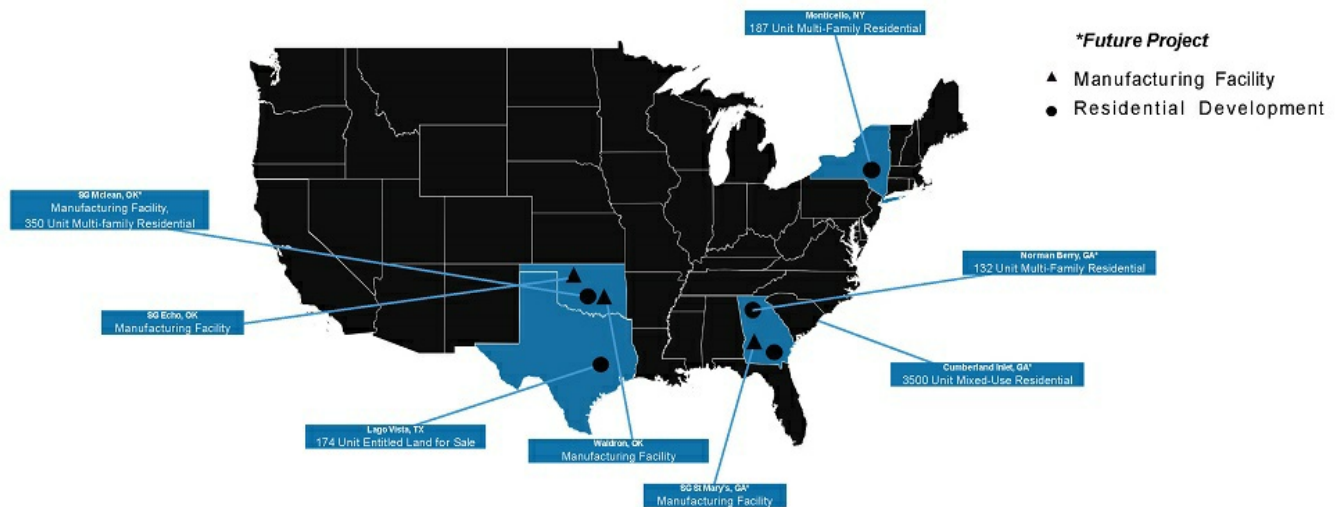 Monticello, NY
187 Unit Multi-Family Residential
*Future Project
Manufacturing Facility
Residential Development
SG Mclean, OK*
Manufacturing Facility,
350 Unit Multi-family Residential
Norman Berry, GA*
132 Unit Multi-Family Residential
SG Echo, OK
Manufacturing Facility
Cumberland Inlet, GA*
3500 Unit Mixed-Use Residential
Lago Vista, TX
174 Unit Entitled Land for Sale
Waldron, OK
Manufacturing Facility
SG St Mary's, GA*
Manufacturing Facility